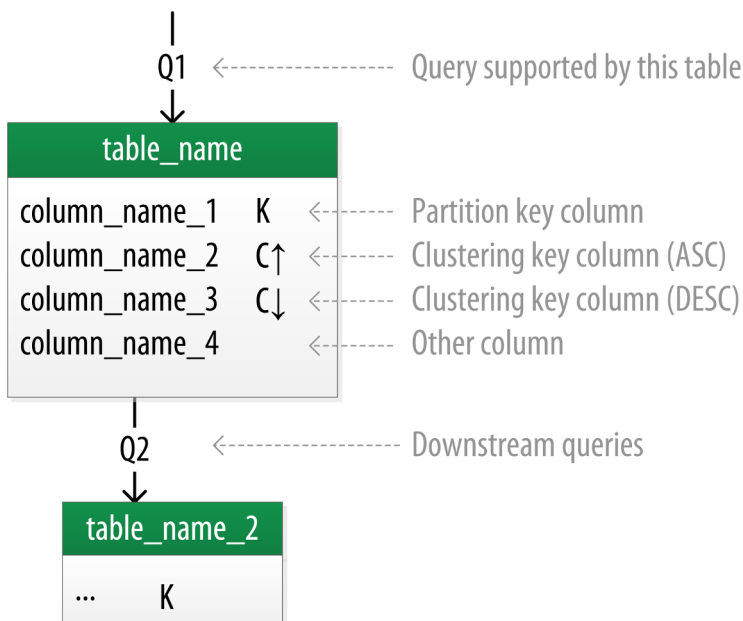 Q1 Query supported by this table
table_name
column_name_1 K Partition key column
column_name_2 C↑ Clustering key column (ASC)
column_name_3 C↓ Clustering key column (DESC)
column_name_4 Other column
Q2 Downstream queries
table_name_2
... K